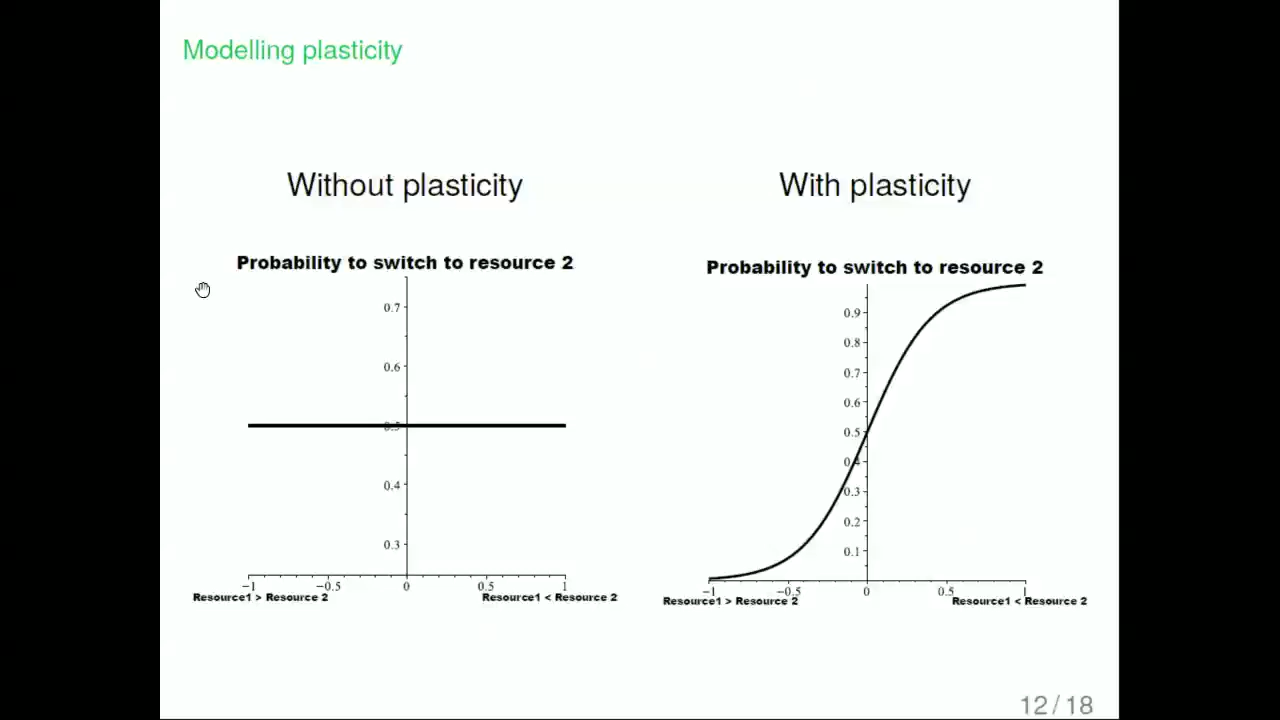 Modelling plasticity
Without plasticity
With plasticity
Probability to switch to resource 2
0.7
0.6
0.5
0.4
0.3
−1
−0.5
0
0.5
1
Resource1 > Resource 2
Resource1 < Resource 2
Probability to switch to resource 2
0.9
0.8
0.7
0.6
0.5
0.4
0.3
0.2
0.1
−1
−0.5
0
0.5
1
Resource1 > Resource 2
Resource1 < Resource 2
12 / 18